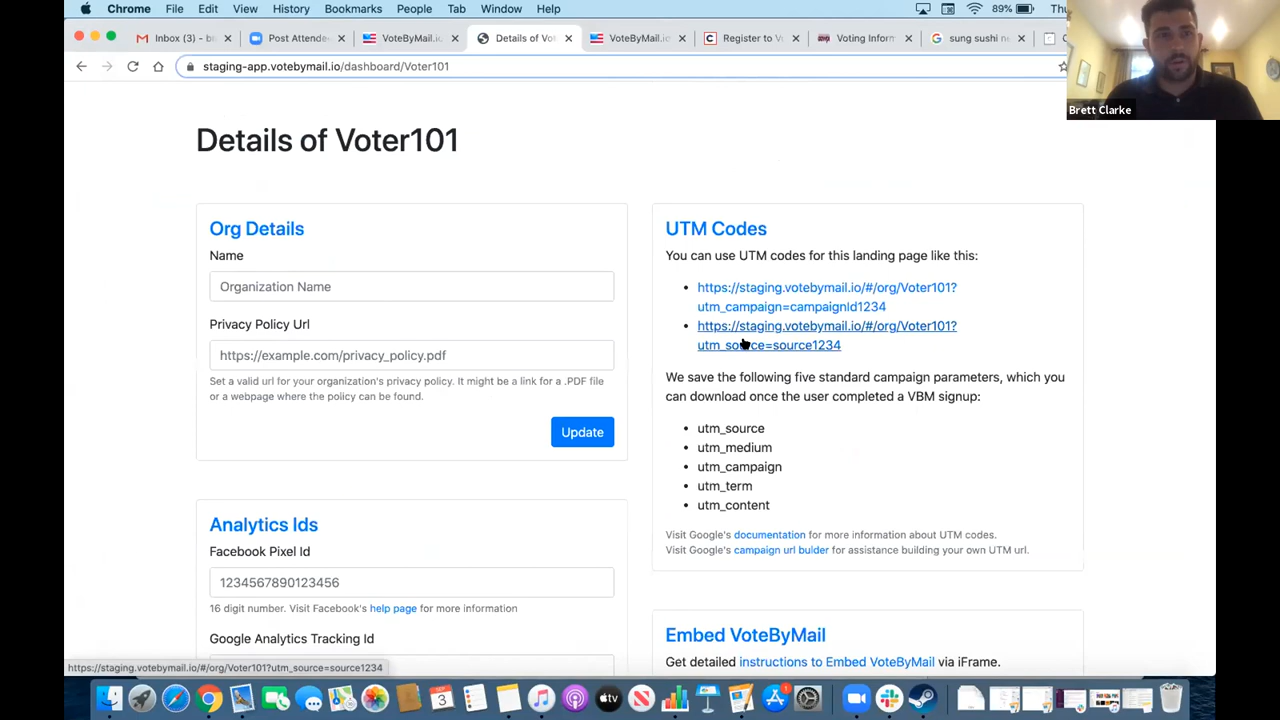 Chrome File Edit View History Bookmarks People Tab Window Help
89%
Inbox (3) - b
Post Attende
VoteByMail.io
Details of Vo
VoteByMail.io
Register to V
Voting Inform
sung sushi ne
staging-app.votebymail.io/dashboard/Voter101
Brett Clarke
Details of Voter101
Org Details
Name
Organization Name
Privacy Policy Url
https://example.com/privacy_policy.pdf
Set a valid url for your organization's privacy policy. It might be a link for a .PDF file
or a webpage where the policy can be found.
Update
Analytics Ids
Facebook Pixel Id
1234567890123456
16 digit number. Visit Facebook's help page for more information
Google Analytics Tracking Id
UTM Codes
You can use UTM codes for this landing page like this:
https://staging.votebymail.io/#/org/Voter101?
utm_campaign=campaignId1234
https://staging.votebymail.io/#/org/Voter101?
utm_source=source1234
We save the following five standard campaign parameters, which you
can download once the user completed a VBM signup:
utm_source
utm_medium
utm_campaign
utm_term
utm_content
Visit Google's documentation for more information about UTM codes.
Visit Google's campaign url buider for assistance building your own UTM url.
Embed VoteByMail
Get detailed instructions to Embed VoteByMail via iFrame.
https://staging.votebymail.io/#/org/Voter101?utm_source=source1234
3
tv